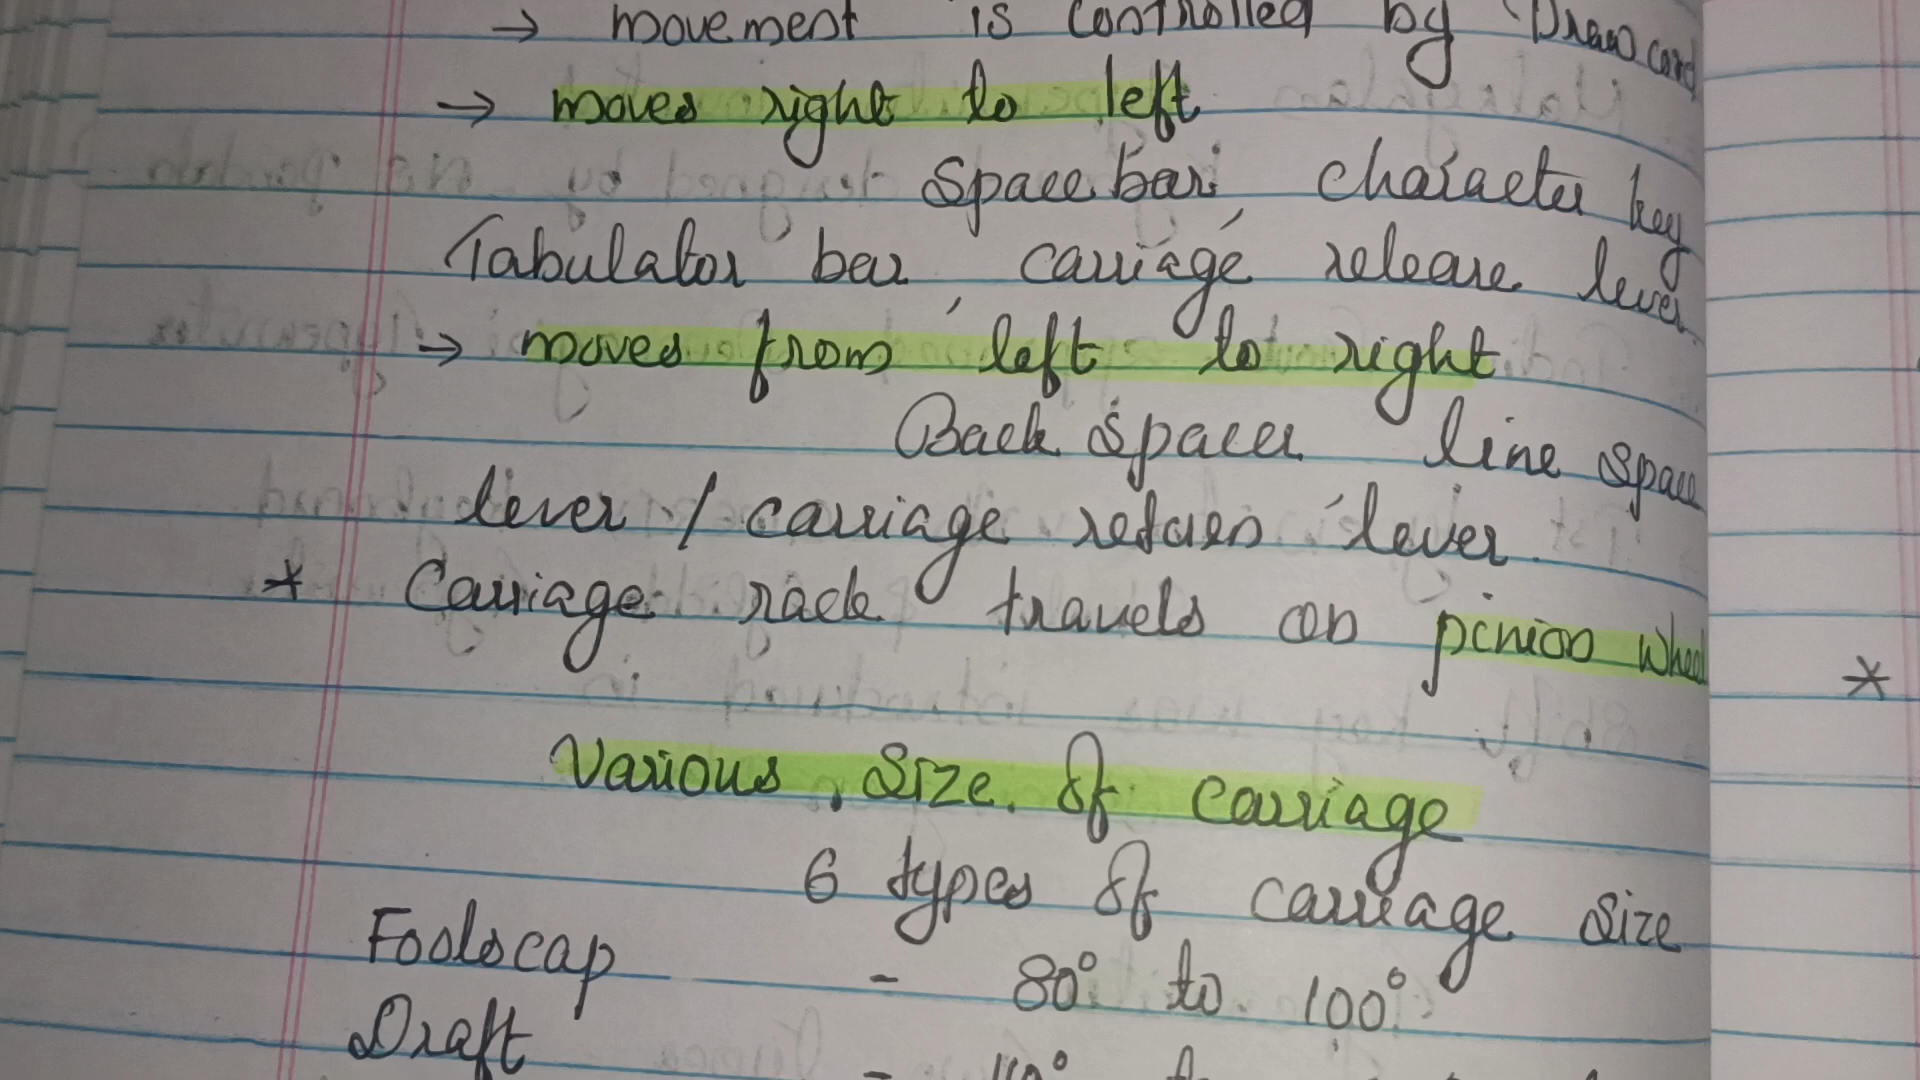 → movement is controlled by Draw cord
→ moves right to left
Space bar, character key
Tabulator bar, carriage release lever
→ moves from left to right
Back spacer line space
lever / carriage return lever
* Carriage rack travels on pinion wheel
*
Various Size of carriage
6 types of carriage size
Foolscap - 80° to 100°
Draft -